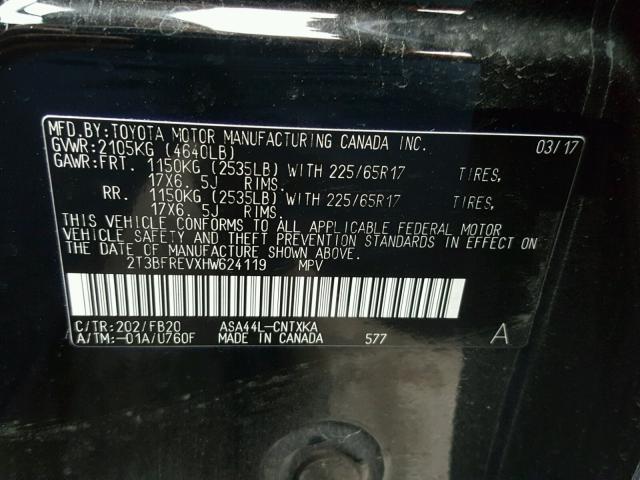 MFD.BY:TOYOTA MOTOR MANUFACTURING CANADA INC. 03/17
GVWR:2105KG (4640LB)
GAWR:FRT. 1150KG (2535LB) WITH 225/65R17 TIRES,
17X6. 5J RIMS.
RR. 1150KG (2535LB) WITH 225/65R17 TIRES,
17X6. 5J RIMS.
THIS VEHICLE CONFORMS TO ALL APPLICABLE FEDERAL MOTOR
VEHICLE SAFETY AND THEFT PREVENTION STANDARDS IN EFFECT ON
THE DATE OF MANUFACTURE SHOWN ABOVE.
2T3BFREVXHW624119 MPV
C/TR:202/FB20 ASA44L-CNTXKA
A/TM:-01A/U760F MADE IN CANADA 577 A